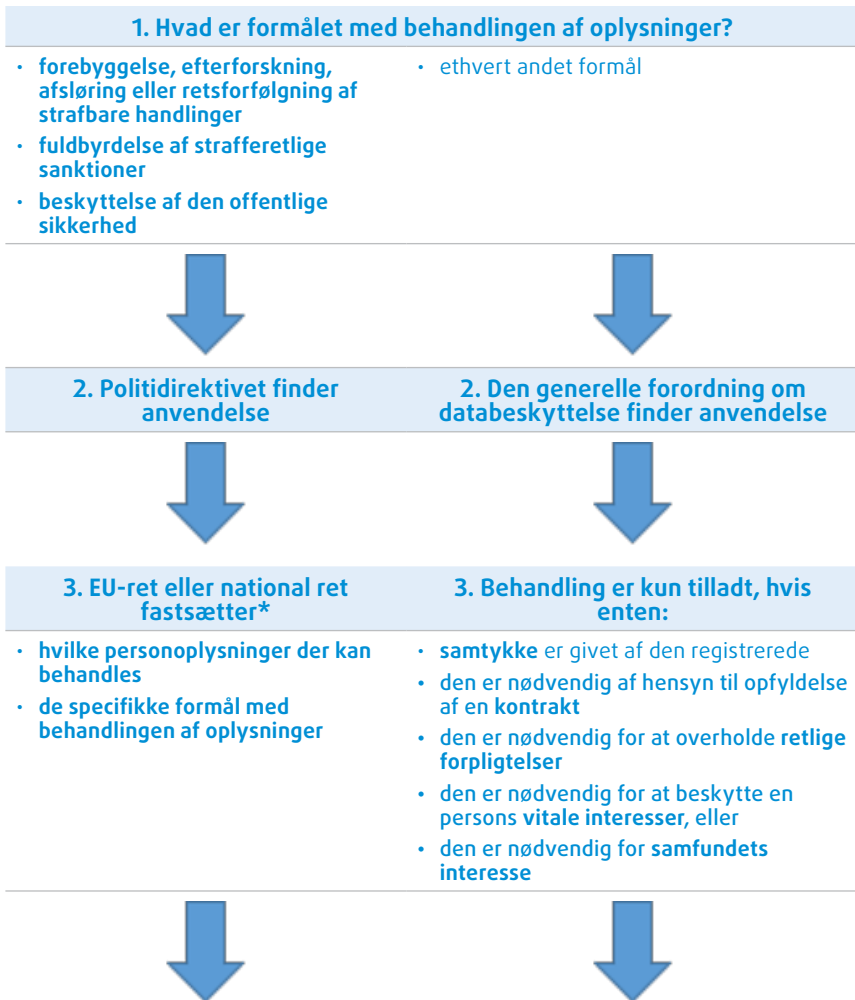 1. Hvad er formålet med behandlingen af oplysninger?
• forebyggelse, efterforskning,
afsløring eller retsforfølgning af
strafbare handlinger
• fuldbyrdelse af strafferetlige
sanktioner
• beskyttelse af den offentlige
sikkerhed
• ethvert andet formål
2. Politidirektivet finder
anvendelse
2. Den generelle forordning om
databeskyttelse finder anvendelse
3. EU-ret eller national ret
fastsætter*
• hvilke personoplysninger der kan
behandles
• de specifikke formål med
behandlingen af oplysninger
3. Behandling er kun tilladt, hvis
enten:
• samtykke er givet af den registrerede
• den er nødvendig af hensyn til opfyldelse
af en kontrakt
• den er nødvendig for at overholde retlige
forpligtelser
• den er nødvendig for at beskytte en
persons vitale interesser, eller
• den er nødvendig for samfundets
interesse